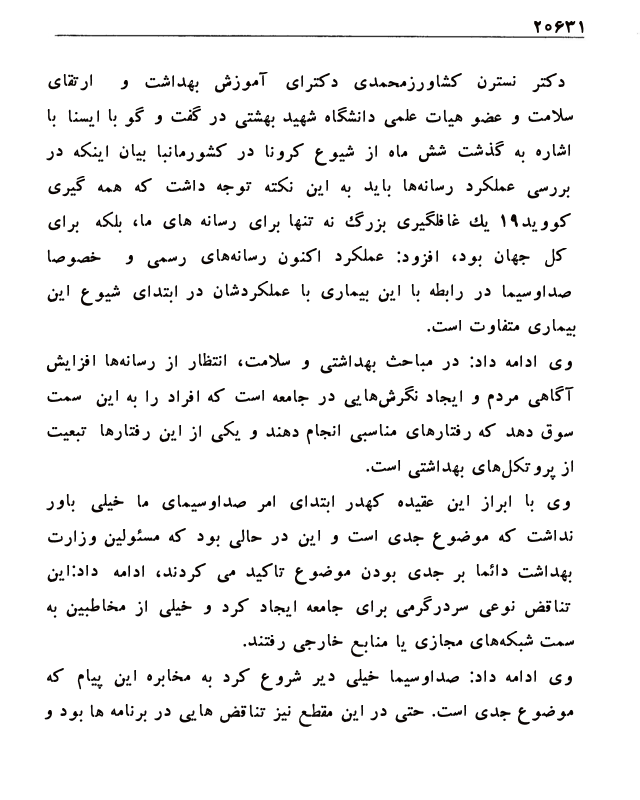 ۲۰۶۳۱
دکتر نسترن کشاورزمحمدی دکترای آموزش بهداشت و ارتقای
سلامت و عضو هیات علمی دانشگاه شهید بهشتی در گفت و گو با ایسنا با
اشاره به گذشت شش ماه از شیوع کرونا در کشورمانبا بیان اینکه در
بررسی عملکرد رسانه‌ها باید به این نکته توجه داشت که همه گیری
کووید۱۹ یك غافلگیری بزرگ نه تنها برای رسانه های ما، بلکه برای
کل جهان بود، افزود: عملکرد اکنون رسانه‌های رسمی و خصوصا
صداوسیما در رابطه با این بیماری با عملکردشان در ابتدای شیوع این
بیماری متفاوت است.
وی ادامه داد: در مباحث بهداشتی و سلامت، انتظار از رسانه‌ها افزایش
آگاهی مردم و ایجاد نگرش‌هایی در جامعه است که افراد را به این سمت
سوق دهد که رفتارهای مناسبی انجام دهند و یکی از این رفتارها تبعیت
از پروتکل‌های بهداشتی است.
وی با ابراز این عقیده کهدر ابتدای امر صداوسیمای ما خیلی باور
نداشت که موضوع جدی است و این در حالی بود که مسئولین وزارت
بهداشت دائما بر جدی بودن موضوع تاکید می کردند، ادامه داد:این
تناقض نوعی سردرگرمی برای جامعه ایجاد کرد و خیلی از مخاطبین به
سمت شبکه‌های مجازی یا منابع خارجی رفتند.
وی ادامه داد: صداوسیما خیلی دیر شروع کرد به مخابره این پیام که
موضوع جدی است. حتی در این مقطع نیز تناقض هایی در برنامه ها بود و